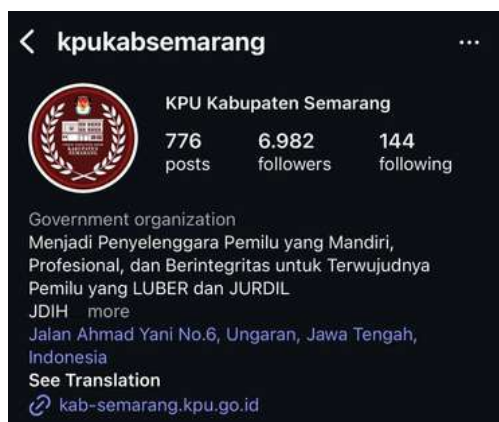 kpukabsemarang
KPU Kabupaten Semarang
776 6.982 144
posts followers following
Government organization
Menjadi Penyelenggara Pemilu yang Mandiri,
Profesional, dan Berintegritas untuk Terwujudnya
Pemilu yang LUBER dan JURDIL
JDIH more
Jalan Ahmad Yani No.6, Ungaran, Jawa Tengah,
Indonesia
See Translation
kab-semarang.kpu.go.id